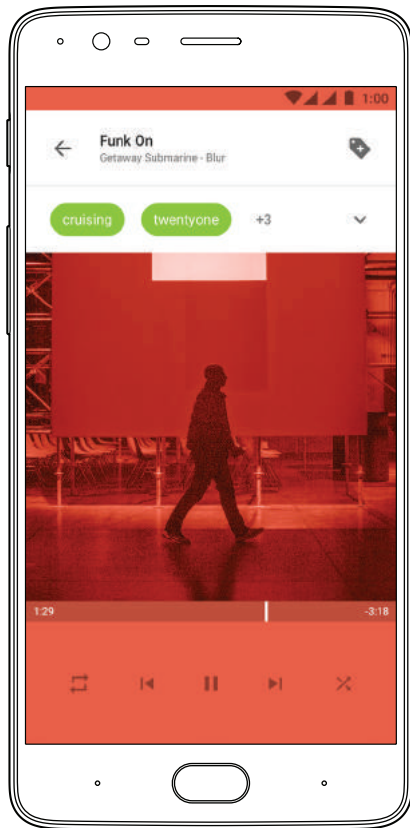 1:00
Funk On
Getaway Submarine - Blur
cruising twentyone +3
1:29 -3:18